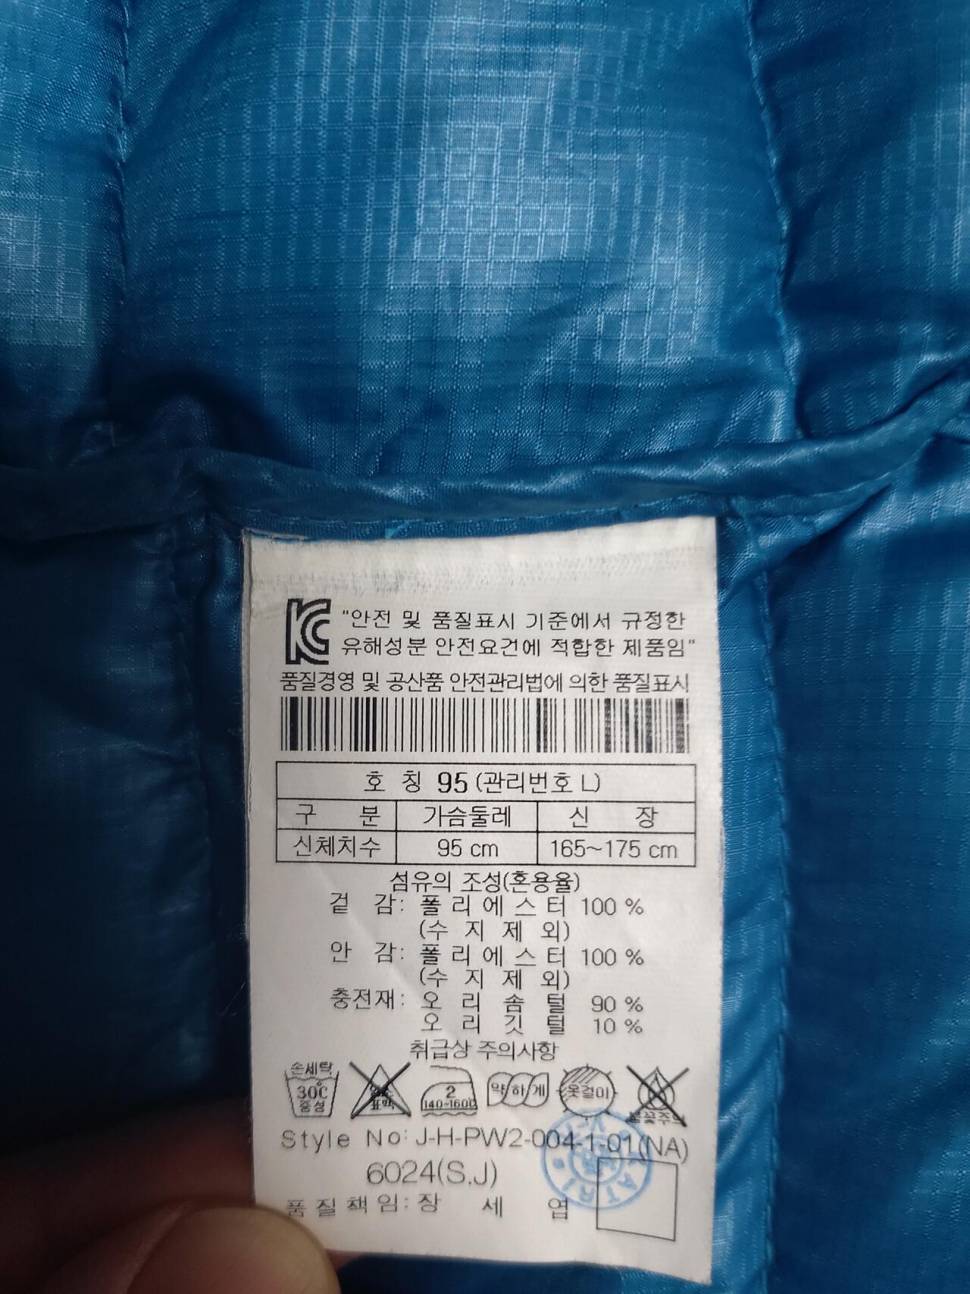 "안전 및 품질표시 기준에서 규정한
유해성분 안전요건에 적합한 제품임"
품질경영 및 공산품 안전관리법에 의한 품질표시
호 칭 95 (관리번호 L)
구 분 가슴둘레 신 장
신체치수 95 cm 165~175 cm
섬유의 조성(혼용율)
겉 감: 폴 리 에 스 터 100 %
(수 지 제 외)
안 감: 폴 리 에 스 터 100 %
(수 지 제 외)
충전재: 오 리 솜 털 90 %
오 리 깃 털 10 %
취급상 주의사항
손세탁
30℃
중성
2
140~160℃
약하게
옷걸이
Style No: J-H-PW2-004-1-01(NA)
6024(S.J)
품질책임: 장 세 엽
KATRI